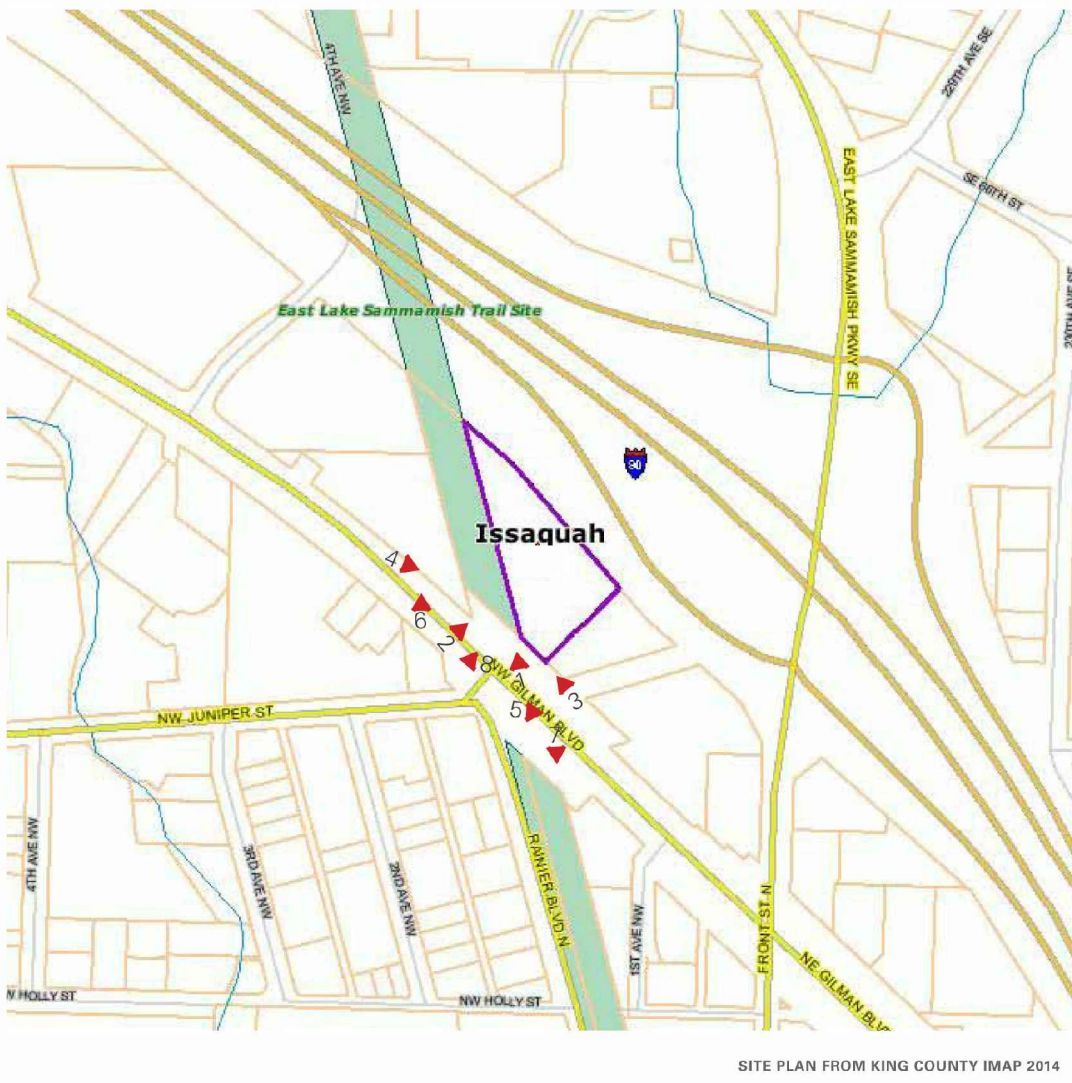 4TH AVE NW
229TH AVE SE
EAST LAKE SAMMAMISH PKWY SE
SE 66TH ST
230TH AVE SE
East Lake Sammamish Trail Site
90
Issaquah
4
6
2
8
7
3
5
1
NW GILMAN BLVD
NW JUNIPER ST
4TH AVE NW
3RD AVE NW
2ND AVE NW
RAINIER BLVD N
1ST AVE NW
FRONT ST N
NE GILMAN BLVD
W HOLLY ST
NW HOLLY ST
SITE PLAN FROM KING COUNTY IMAP 2014